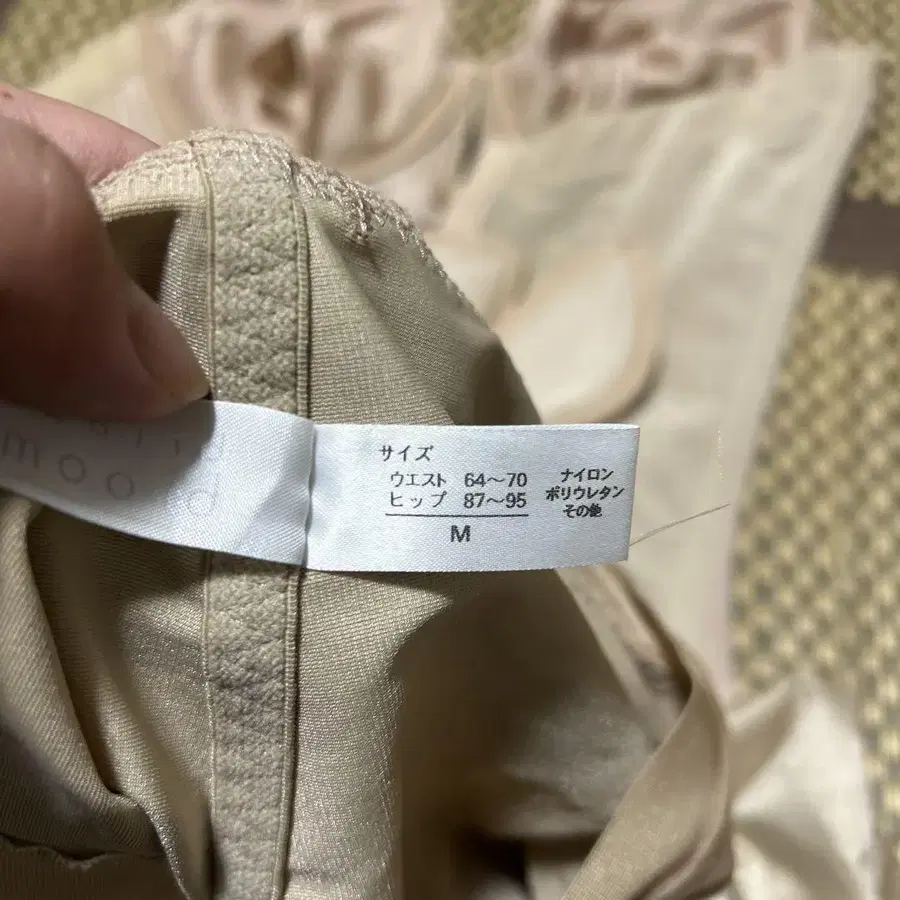 サイズ
ウエスト 64〜70
ヒップ 87〜95
M
ナイロン
ポリウレタン
その他